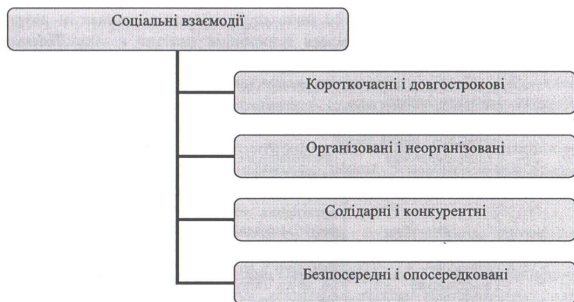 Соціальні взаємодії
Короткочасні і довгострокові
Організовані і неорганізовані
Солідарні і конкурентні
Безпосередні і опосередковані